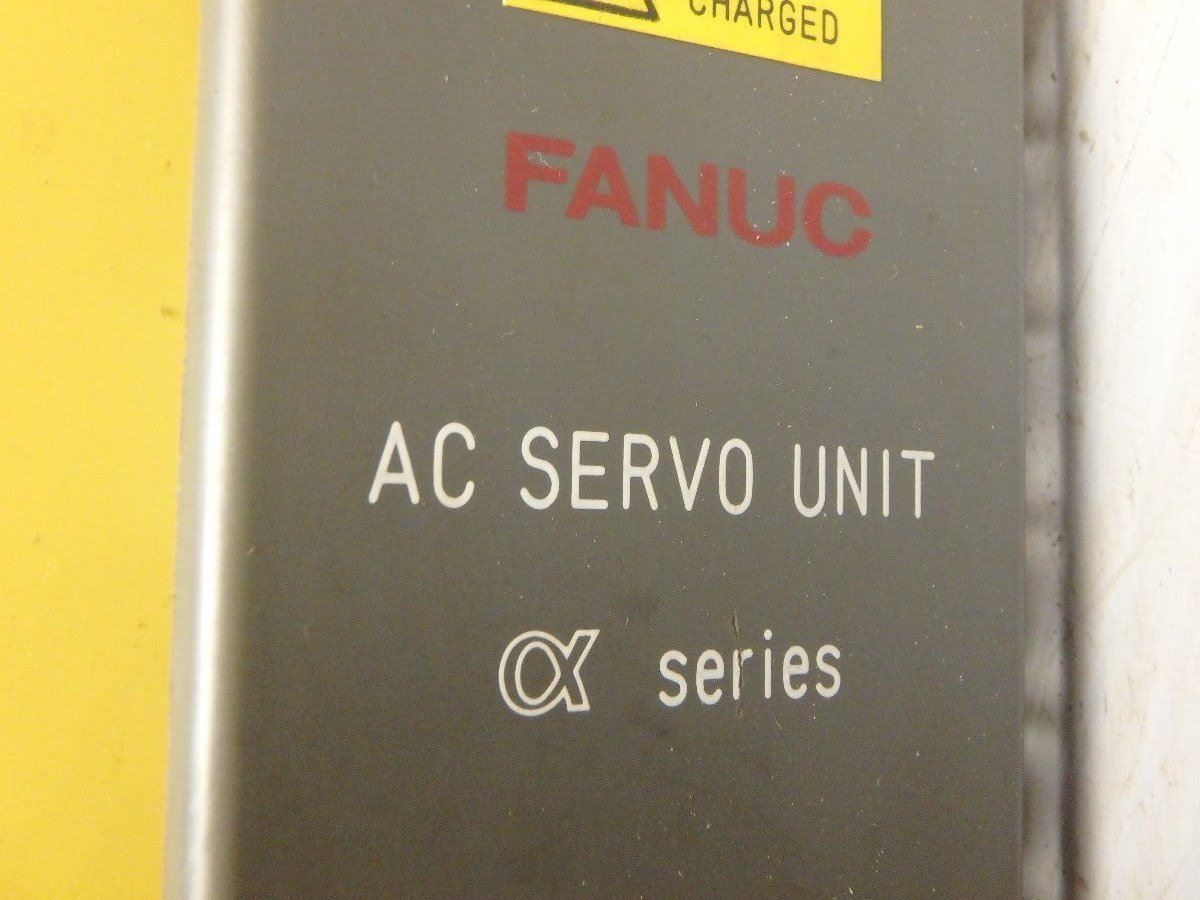 CHARGED
FANUC
AC SERVO UNIT
α series